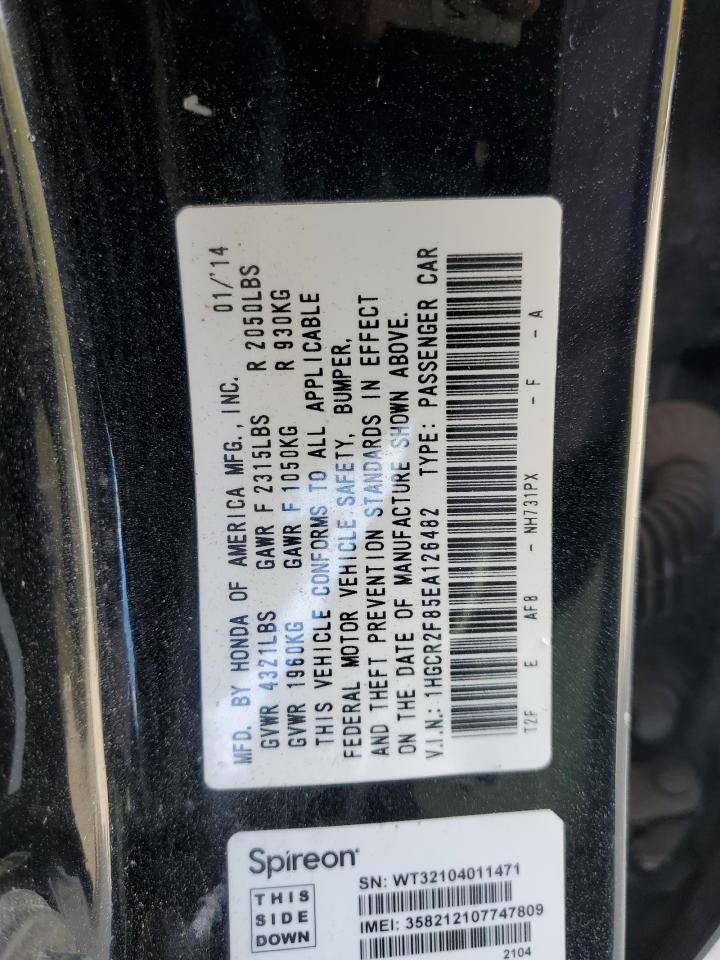 MFD. BY HONDA OF AMERICA MFG., INC. 01/'14
GVWR 4321LBS GAWR F 2315LBS R 2050LBS
GVWR 1960KG GAWR F 1050KG R 930KG
THIS VEHICLE CONFORMS TO ALL APPLICABLE
FEDERAL MOTOR VEHICLE SAFETY, BUMPER,
AND THEFT PREVENTION STANDARDS IN EFFECT
ON THE DATE OF MANUFACTURE SHOWN ABOVE.
V.I.N.: 1HGCR2F85EA126482 TYPE: PASSENGER CAR
T2F E AF8 - NH731PX - F - A
Spireon
THIS
SIDE
DOWN
SN: WT32104011471
IMEI: 358212107747809
2104